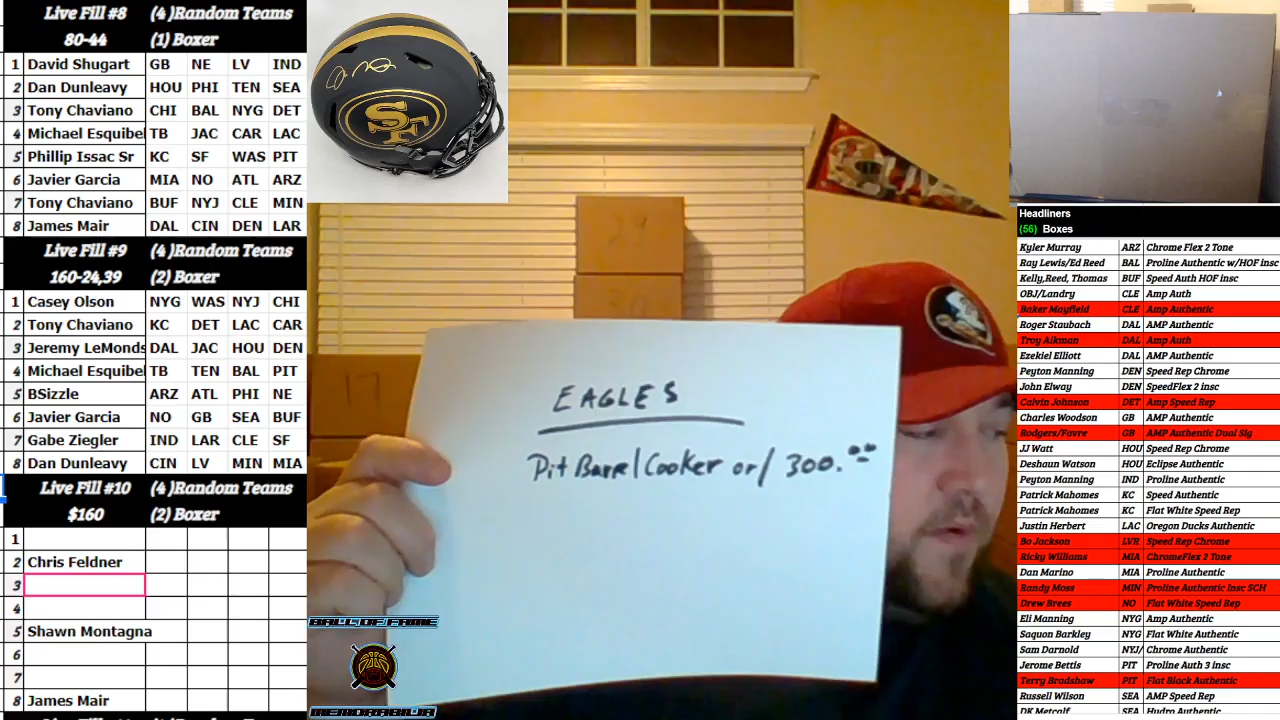 Live Fill #8 (4 )Random Teams
80-44 (1) Boxer
1 David Shugart GB NE LV IND
2 Dan Dunleavy HOU PHI TEN SEA
3 Tony Chaviano CHI BAL NYG DET
4 Michael Esquibel TB JAC CAR LAC
5 Phillip Issac Sr KC SF WAS PIT
6 Javier Garcia MIA NO ATL ARZ
7 Tony Chaviano BUF NYJ CLE MIN
8 James Mair DAL CIN DEN LAR
Live Fill #9 (4 )Random Teams
160-24,39 (2) Boxer
1 Casey Olson NYG WAS NYJ CHI
2 Tony Chaviano KC DET LAC CAR
3 Jeremy LeMonds DAL JAC HOU DEN
4 Michael Esquibel TB TEN BAL PIT
5 BSizzle ARZ ATL PHI NE
6 Javier Garcia NO GB SEA BUF
7 Gabe Ziegler IND LAR CLE SF
8 Dan Dunleavy CIN LV MIN MIA
Live Fill #10 (4 )Random Teams
$160 (2) Boxer
1
2 Chris Feldner
3
4
5 Shawn Montagna
6
7
8 James Mair
SF
29
30
17
EAGLES
Pit Barrel Cooker or/ 300.00
BALL OF FAME
MEMORABILIA
Headliners
(56) Boxes
Kyler Murray ARZ Chrome Flex 2 Tone
Ray Lewis/Ed Reed BAL Proline Authentic w/HOF insc
Kelly,Reed, Thomas BUF Speed Auth HOF insc
OBJ/Landry CLE Amp Auth
Baker Mayfield CLE Amp Authentic
Roger Staubach DAL AMP Authentic
Troy Aikman DAL Amp Auth
Ezekiel Elliott DAL AMP Authentic
Peyton Manning DEN Speed Rep Chrome
John Elway DEN SpeedFlex 2 insc
Calvin Johnson DET Amp Speed Rep
Charles Woodson GB AMP Authentic
Rodgers/Favre GB AMP Authentic Dual Sig
JJ Watt HOU Speed Rep Chrome
Deshaun Watson HOU Eclipse Authentic
Peyton Manning IND Proline Authentic
Patrick Mahomes KC Speed Authentic
Patrick Mahomes KC Flat White Speed Rep
Justin Herbert LAC Oregon Ducks Authentic
Bo Jackson LVR Speed Rep Chrome
Ricky Williams MIA ChromeFlex 2 Tone
Dan Marino MIA Proline Authentic
Randy Moss MIN Proline Authentic Insc SCH
Drew Brees NO Flat White Speed Rep
Eli Manning NYG Amp Authentic
Saquon Barkley NYG Flat White Authentic
Sam Darnold NYJ/ Chrome Authentic
Jerome Bettis PIT Proline Auth 3 insc
Terry Bradshaw PIT Flat Black Authentic
Russell Wilson SEA AMP Speed Rep
DK Metcalf SEA Hydro Authentic